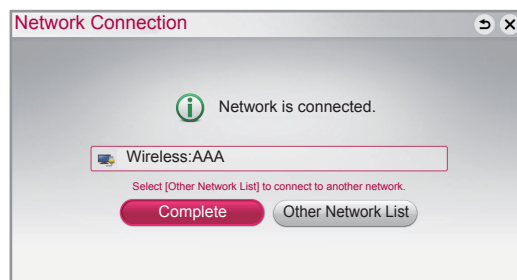 Network Connection
Network is connected.
Wireless:AAA
Select [Other Network List] to connect to another network.
Complete
Other Network List